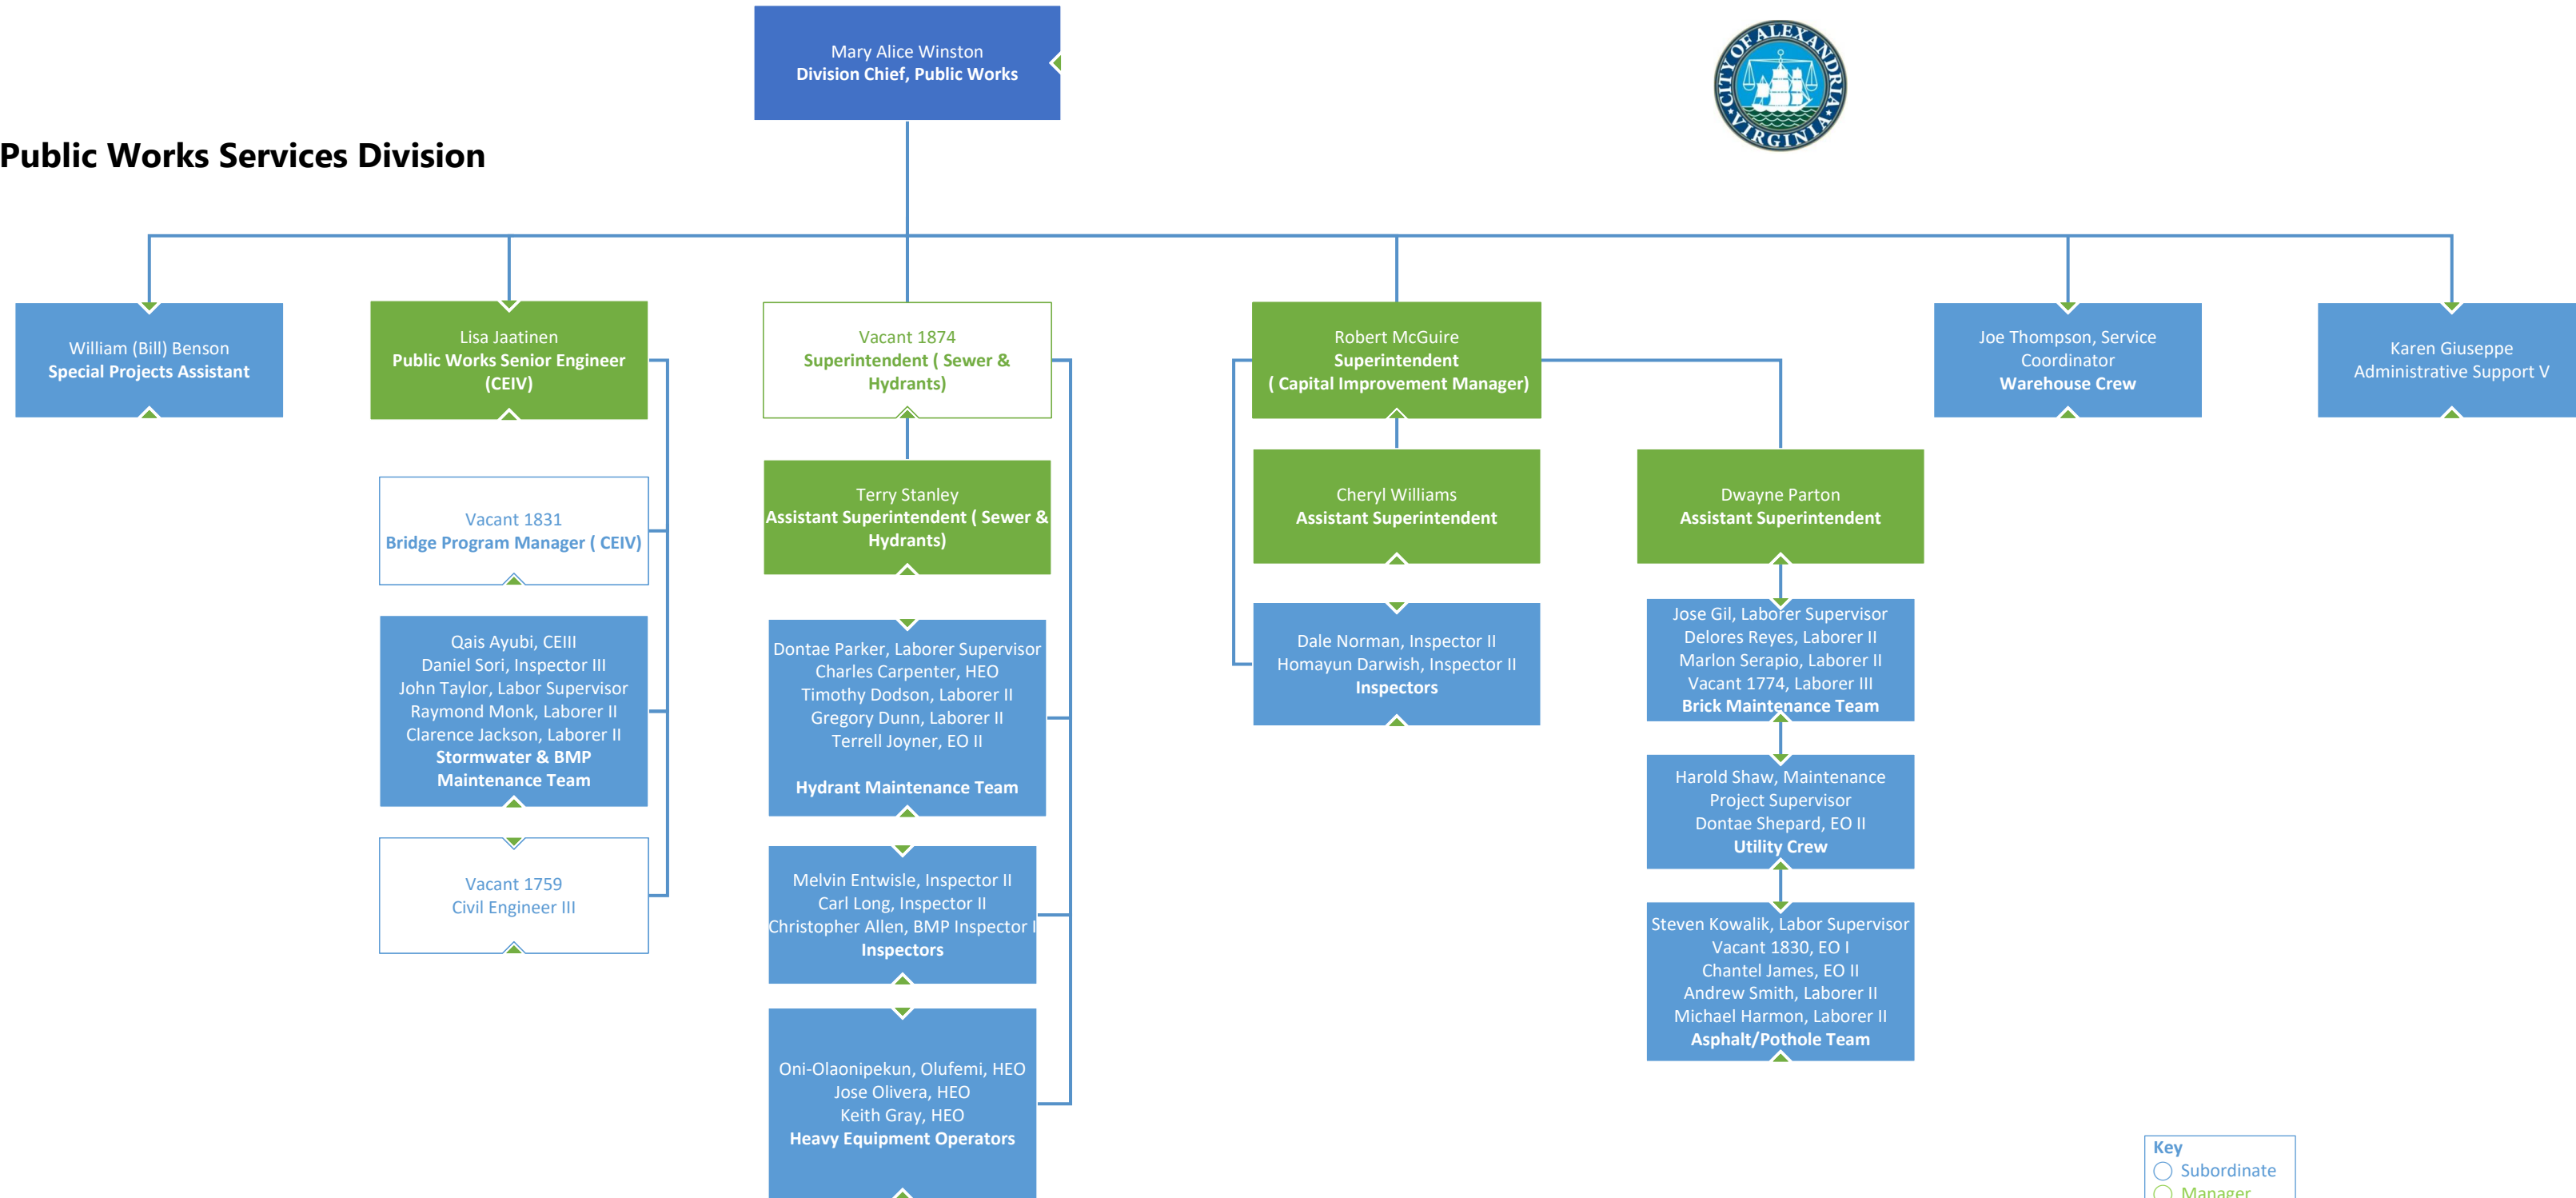 Mary Alice Winston
Division Chief, Public Works
CITY OF ALEXANDRIA
VIRGINIA
Public Works Services Division
William (Bill) Benson
Special Projects Assistant
Lisa Jaatinen
Public Works Senior Engineer
(CEIV)
Vacant 1874
Superintendent ( Sewer &
Hydrants)
Robert McGuire
Superintendent
( Capital Improvement Manager)
Joe Thompson, Service
Coordinator
Warehouse Crew
Karen Giuseppe
Administrative Support V
Vacant 1831
Bridge Program Manager ( CEIV)
Qais Ayubi, CEIII
Daniel Sori, Inspector III
John Taylor, Labor Supervisor
Raymond Monk, Laborer II
Clarence Jackson, Laborer II
Stormwater & BMP
Maintenance Team
Vacant 1759
Civil Engineer III
Terry Stanley
Assistant Superintendent ( Sewer &
Hydrants)
Dontae Parker, Laborer Supervisor
Charles Carpenter, HEO
Timothy Dodson, Laborer II
Gregory Dunn, Laborer II
Terrell Joyner, EO II
Hydrant Maintenance Team
Melvin Entwisle, Inspector II
Carl Long, Inspector II
Christopher Allen, BMP Inspector I
Inspectors
Oni-Olaonipekun, Olufemi, HEO
Jose Olivera, HEO
Keith Gray, HEO
Heavy Equipment Operators
Cheryl Williams
Assistant Superintendent
Dale Norman, Inspector II
Homayun Darwish, Inspector II
Inspectors
Dwayne Parton
Assistant Superintendent
Jose Gil, Laborer Supervisor
Delores Reyes, Laborer II
Marlon Serapio, Laborer II
Vacant 1774, Laborer III
Brick Maintenance Team
Harold Shaw, Maintenance
Project Supervisor
Dontae Shepard, EO II
Utility Crew
Steven Kowalik, Labor Supervisor
Vacant 1830, EO I
Chantel James, EO II
Andrew Smith, Laborer II
Michael Harmon, Laborer II
Asphalt/Pothole Team
Key
Subordinate
Manager